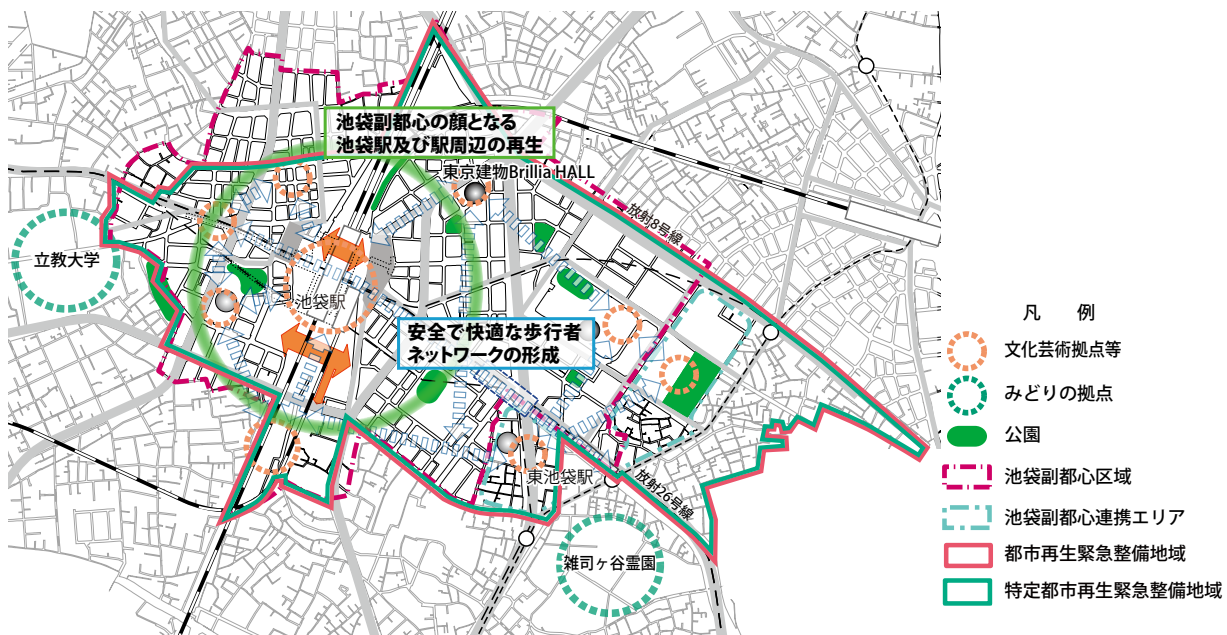 池袋副都心の顔となる
池袋駅及び駅周辺の再生
東京建物Brillia HALL
放射8号線
立教大学
池袋駅
安全で快適な歩行者
ネットワークの形成
東池袋駅
放射26号線
雑司ヶ谷霊園
凡 例
文化芸術拠点等
みどりの拠点
公園
池袋副都心区域
池袋副都心連携エリア
都市再生緊急整備地域
特定都市再生緊急整備地域